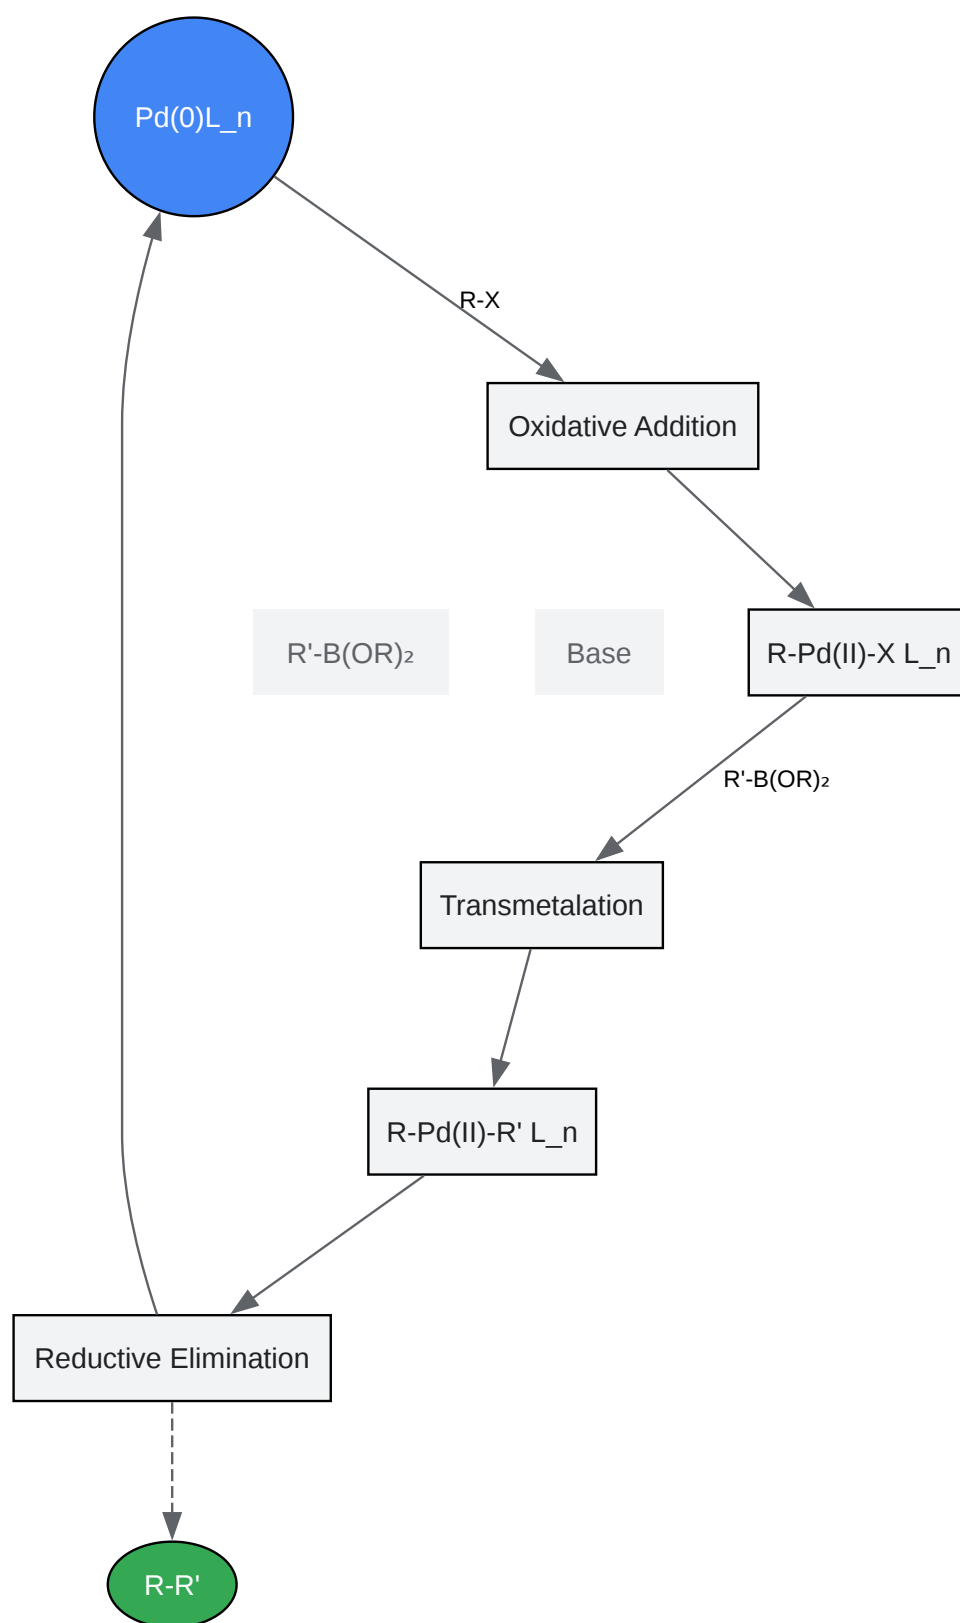 Pd(0)L_n
R-X
Oxidative Addition
R'-B(OR)₂
Base
R-Pd(II)-X L_n
R'-B(OR)₂
Transmetalation
R-Pd(II)-R' L_n
Reductive Elimination
R-R'